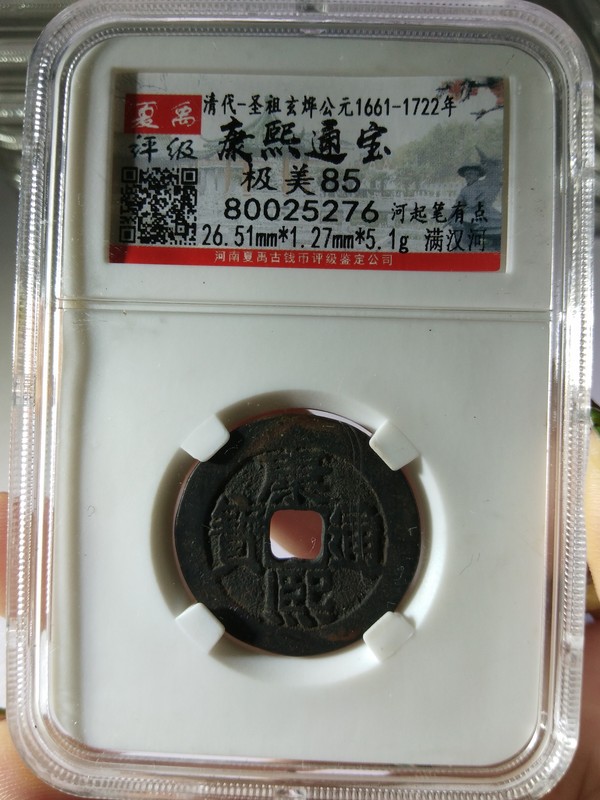 夏禹
评级
清代-圣祖玄烨公元1661-1722年
康熙通宝
极美85
80025276 河起笔有点
26.51mm*1.27mm*5.1g 满汉河
河南夏禹古钱币评级鉴定公司
康熙通寶